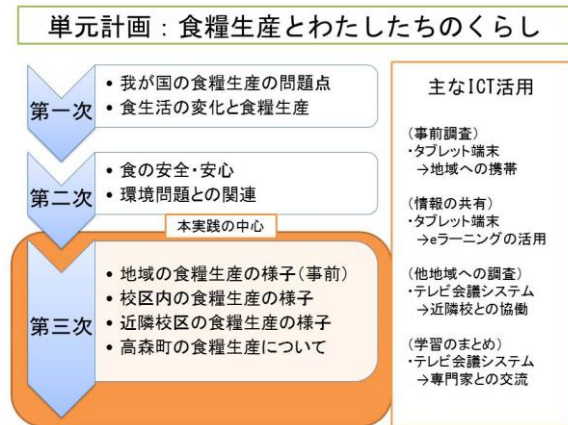 単元計画：食糧生産とわたしたちのくらし
第一次
• 我が国の食糧生産の問題点
• 食生活の変化と食糧生産
第二次
• 食の安全・安心
• 環境問題との関連
本実践の中心
第三次
• 地域の食糧生産の様子（事前）
• 校区内の食糧生産の様子
• 近隣校区の食糧生産の様子
• 高森町の食糧生産について
主なICT活用
（事前調査）
・タブレット端末
→地域への携帯
（情報の共有）
・タブレット端末
→eラーニングの活用
（他地域への調査）
・テレビ会議システム
→近隣校との協働
（学習のまとめ）
・テレビ会議システム
→専門家との交流